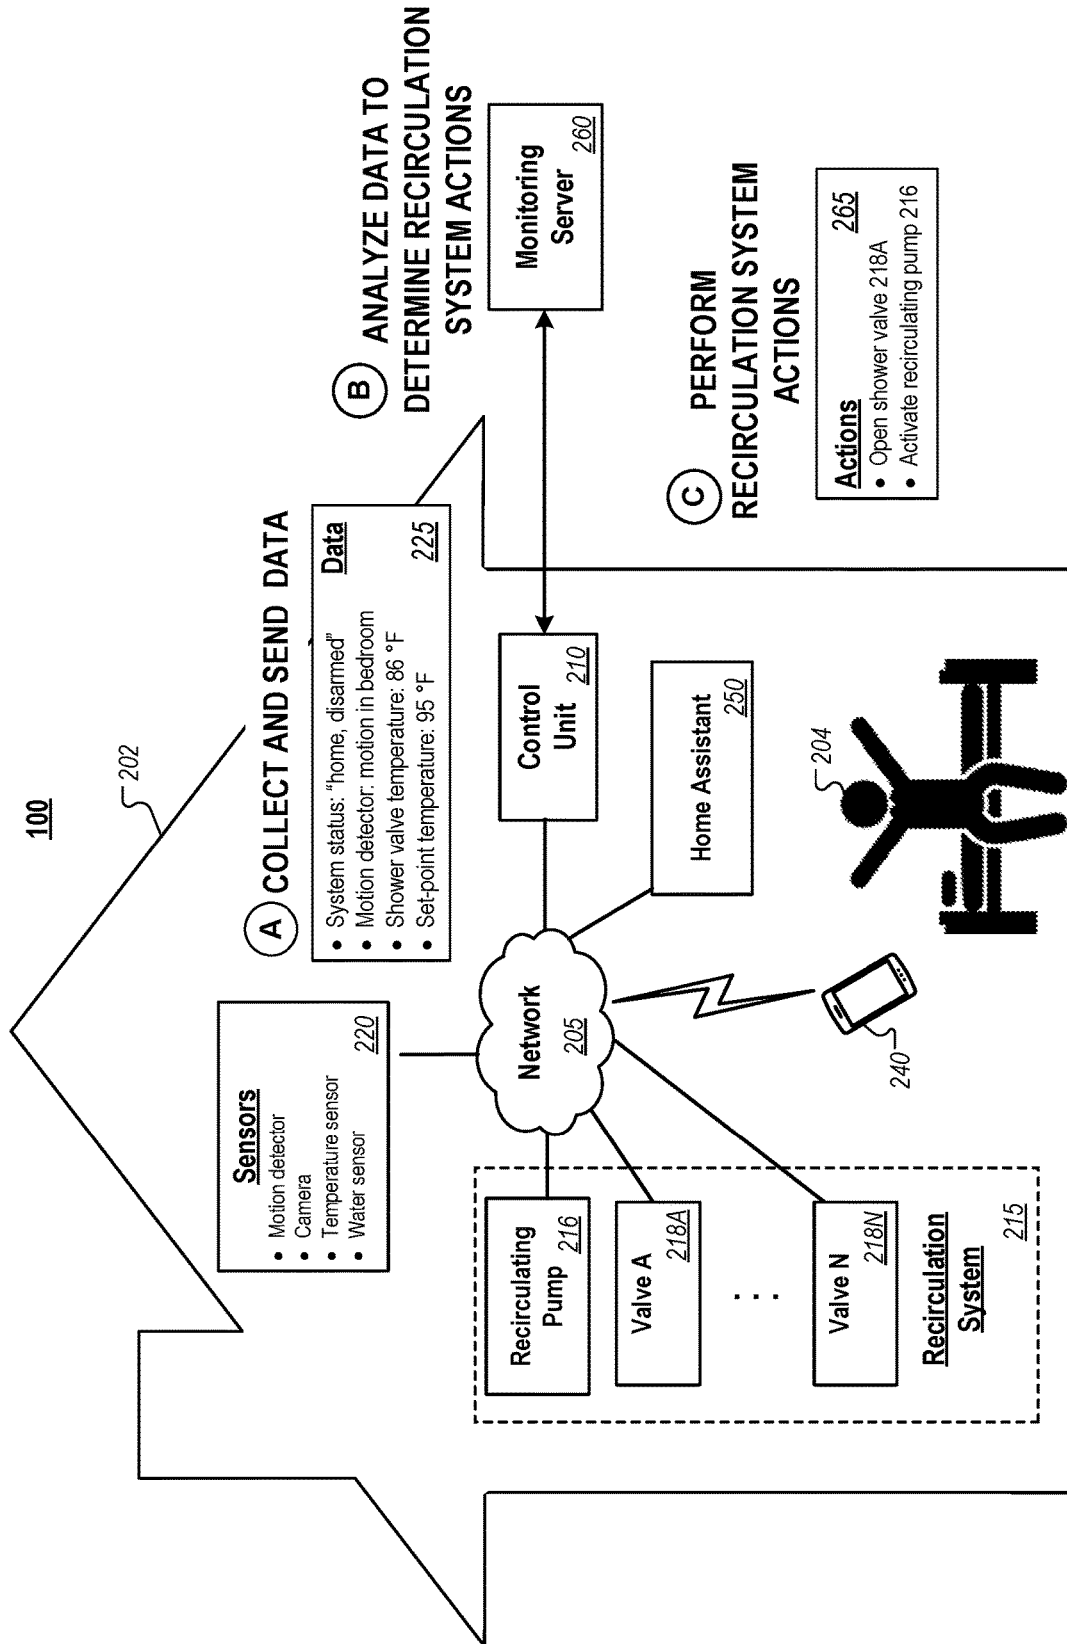 100
202
A
COLLECT AND SEND DATA
Data
• System status: “home, disarmed”
• Motion detector: motion in bedroom
• Shower valve temperature: 86 °F
• Set-point temperature: 95 °F
225
B
ANALYZE DATA TO
DETERMINE RECIRCULATION
SYSTEM ACTIONS
Monitoring
Server
260
Sensors
• Motion detector
• Camera
• Temperature sensor
• Water sensor
220
Network
205
Control
Unit
210
Home Assistant
250
204
240
Recirculating
Pump
216
Valve A
218A
. . .
Valve N
218N
Recirculation
System
215
C
PERFORM
RECIRCULATION SYSTEM
ACTIONS
Actions
265
• Open shower valve 218A
• Activate recirculating pump 216